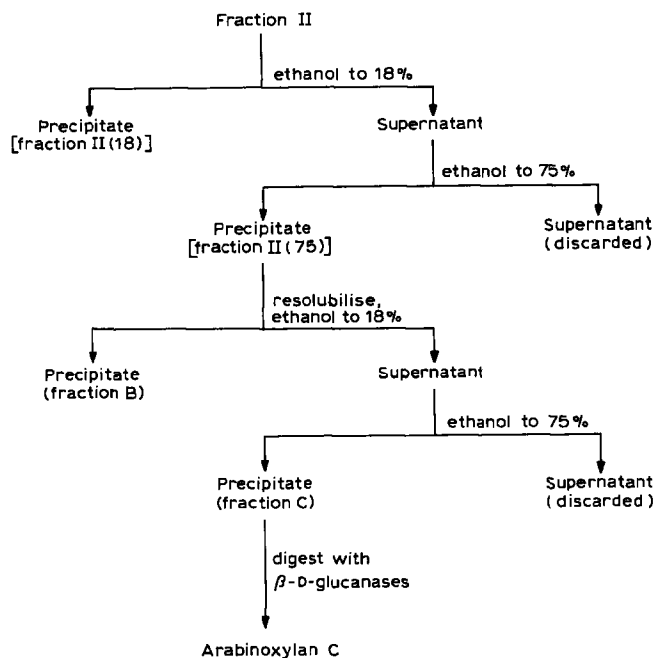 Fraction II
ethanol to 18%
Precipitate
[fraction II (18)]
Supernatant
ethanol to 75%
Precipitate
[fraction II (75)]
Supernatant
(discarded)
resolubilise,
ethanol to 18%
Precipitate
(fraction B)
Supernatant
ethanol to 75%
Precipitate
(fraction C)
Supernatant
(discarded)
digest with
β-D-glucanases
Arabinoxylan C